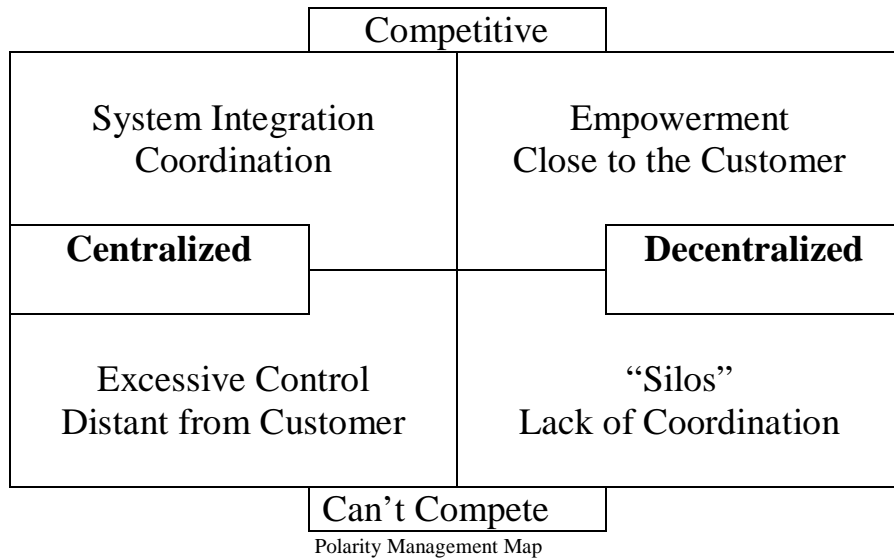 Competitive
System Integration
Coordination
Empowerment
Close to the Customer
Centralized
Decentralized
Excessive Control
Distant from Customer
“Silos”
Lack of Coordination
Can’t Compete
Polarity Management Map